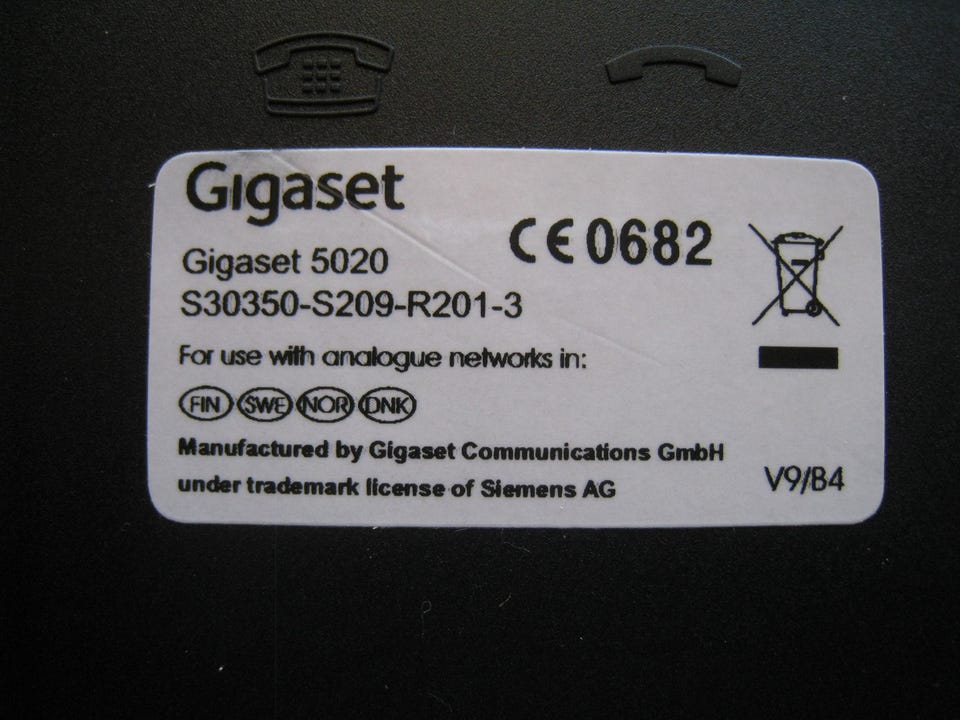 Gigaset
CE 0682
Gigaset 5020
S30350-S209-R201-3
For use with analogue networks in:
FIN SWE NOR DNK
Manufactured by Gigaset Communications GmbH
under trademark license of Siemens AG
V9/B4